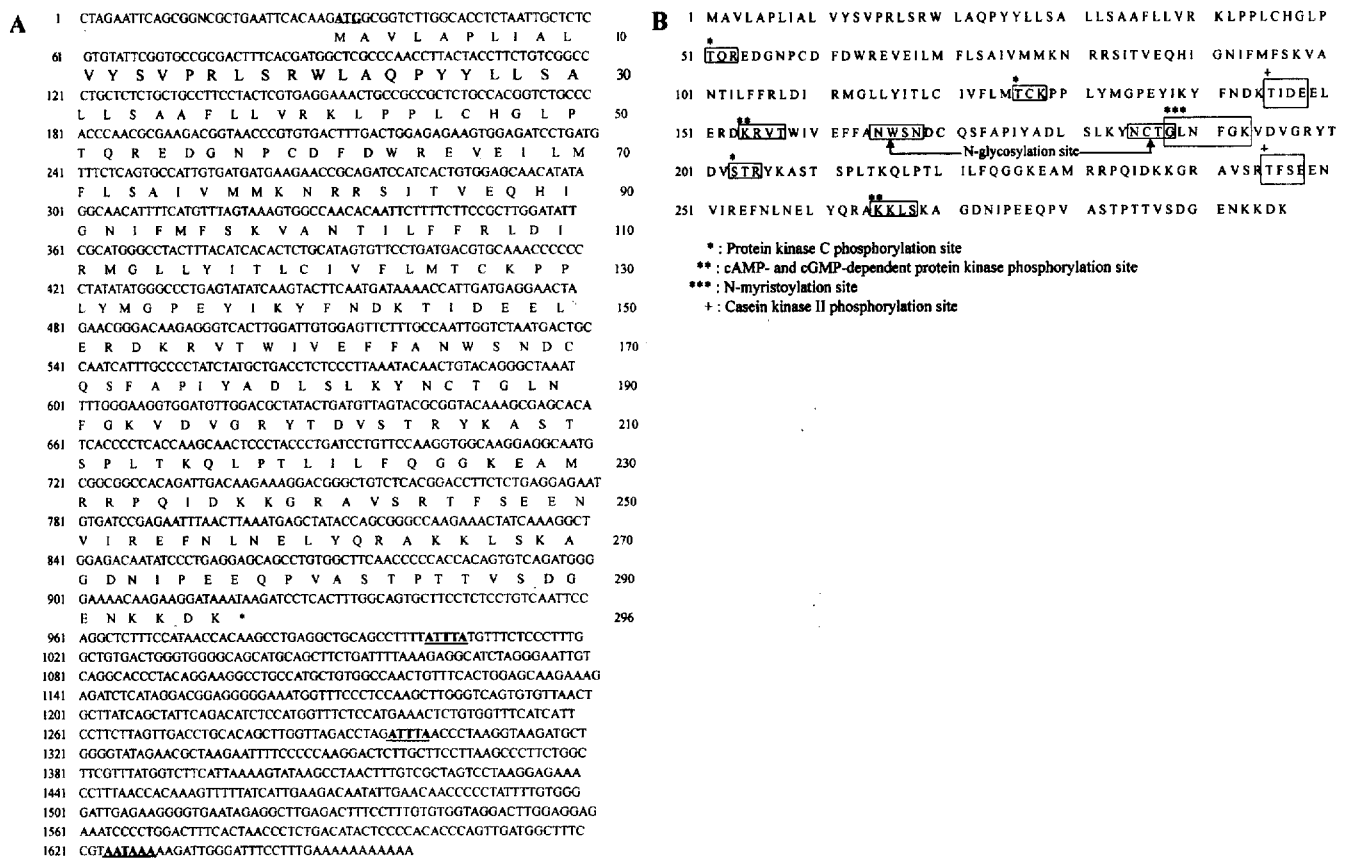 A
1 CTAGAATTCAGCGGNCGCTGAATTCACAAGATGGCGGTCTTGGCACCTCTAATTGCTCTC
M A V L A P L I A L 10
61 GTGTATTCGGTGCCGCGACTTTCACGATGGCTCGCCCAACCTTACTACCTTCTGTCGGCC
V Y S V P R L S R W L A Q P Y Y L L S A 30
121 CTGCTCTCTGCTGCCTTCCTACTCGTGAGGAAACTGCCGCCGCTCTGCCACGGTCTGCCC
L L S A A F L L V R K L P P L C H G L P 50
181 ACCCAACGCGAAGACGGTAACCCGTGTGACTTTGACTGGAGAGAAGTGGAGATCCTGATG
T Q R E D G N P C D F D W R E V E I L M 70
241 TTTCTCAGTGCCATTGTGATGATGAAGAACCGCAGATCCATCACTGTGGAGCAACATATA
F L S A I V M M K N R R S I T V E Q H I 90
301 GGCAACATTTTCATGTTTAGTAAAGTGGCCAACACAATTCTTTTCTTCCGCTTGGATATT
G N I F M F S K V A N T I L F F R L D I 110
361 CGCATGGGCCTACTTTACATCACACTCTGCATAGTGTTCCTGATGACGTGCAAACCCCCC
R M G L L Y I T L C I V F L M T C K P P 130
421 CTATATATGGGCCCTGAGTATATCAAGTACTTCAATGATAAAACCATTGATGAGGAACTA
L Y M G P E Y I K Y F N D K T I D E E L 150
481 GAACGGGACAAGAGGGTCACTTGGATTGTGGAGTTCTTTGCCAATTGGTCTAATGACTGC
E R D K R V T W I V E F F A N W S N D C 170
541 CAATCATTTGCCCCTATCTATGCTGACCTCTCCCTTAAATACAACTGTACAGGGCTAAAT
Q S F A P I Y A D L S L K Y N C T G L N 190
601 TTTGGGAAGGTGGATGTTGGACGCTATACTGATGTTAGTACGCGGTACAAAGCGAGCACA
F G K V D V G R Y T D V S T R Y K A S T 210
661 TCACCCCTCACCAAGCAACTCCCTACCCTGATCCTGTTCCAAGGTGGCAAGGAGGCAATG
S P L T K Q L P T L I L F Q G G K E A M 230
721 CGGCGGCCACAGATTGACAAGAAAGGACGGGCTGTCTCACGGACCTTCTCTGAGGAGAAT
R R P Q I D K K G R A V S R T F S E E N 250
781 GTGATCCGAGAATTTAACTTAAATGAGCTATACCAGCGGGCCAAGAAACTATCAAAGGCT
V I R E F N L N E L Y Q R A K K L S K A 270
841 GGAGACAATATCCCTGAGGAGCAGCCTGTGGCTTCAACCCCCACCACAGTGTCAGATGGG
G D N I P E E Q P V A S T P T T V S D G 290
901 GAAAACAAGAAGGATAAATAAGATCCTCACTTTGGCAGTGCTTCCTCTCCTGTCAATTCC
E N K K D K * 296
961 AGGCTCTTTCCATAACCACAAGCCTGAGGCTGCAGCCTTTTATTTATGTTTCTCCCTTTG
1021 GCTGTGACTGGGTGGGGCAGCATGCAGCTTCTGATTTTAAAGAGGCATCTAGGGAATTGT
1081 CAGGCACCCTACAGGAAGGCCTGCCATGCTGTGGCCAACTGTTTCACTGGAGCAAGAAAG
1141 AGATCTCATAGGACGGAGGGGGAAATGGTTTCCCTCCAAGCTTGGGTCAGTGTGTTAACT
1201 GCTTATCAGCTATTCAGACATCTCCATGGTTTCTCCATGAAACTCTGTGGTTTCATCATT
1261 CCTTCTTAGTTGACCTGCACAGCTTGGTTAGACCTAGATTTAACCCTAAGGTAAGATGCT
1321 GGGGTATAGAACGCTAAGAATTTTCCCCCAAGGACTCTTGCTTCCTTAAGCCCTTCTGGC
1381 TTCGTTTATGGTCTTCATTAAAAGTATAAGCCTAACTTTGTCGCTAGTCCTAAGGAGAAA
1441 CCTTTAACCACAAAGTTTTTATCATTGAAGACAATATTGAACAACCCCCTATTTTGTGGG
1501 GATTGAGAAGGGGTGAATAGAGGCTTGAGACTTTCCTTTGTGTGGTAGGACTTGGAGGAG
1561 AAATCCCCTGGACTTTCACTAACCCTCTGACATACTCCCCACACCCAGTTGATGGCTTTC
1621 CGTAATAAAAAGATTGGGATTTCCTTTGAAAAAAAAAAA
B
1 MAVLAPLIAL VYSVPRLSRW LAQPYYLLSA LLSAAFLLVR KLPPLCHGLP
*
51 TQREDGNPCD FDWREVEILM FLSAIVMMKN RRSITVEQHI GNIFMFSKVA
* +
101 NTILFFRLDI RMGLLYITLC IVFLMTCKPP LYMGPEYIKY FNDKTIDEEL
** ***
151 ERDKRVTWIV EFFANWSNDC QSFAPIYADL SLKYNCTGLN FGKVDVGRYT
N-glycosylation site
* +
201 DVSTRYKAST SPLTKQLPTL ILFQGGKEAM RRPQIDKKGR AVSRTFSEEN
**
251 VIREFNLNEL YQRAKKLSKA GDNIPEEQPV ASTPTTVSDG ENKKDK
* : Protein kinase C phosphorylation site
** : cAMP- and cGMP-dependent protein kinase phosphorylation site
*** : N-myristoylation site
+ : Casein kinase II phosphorylation site